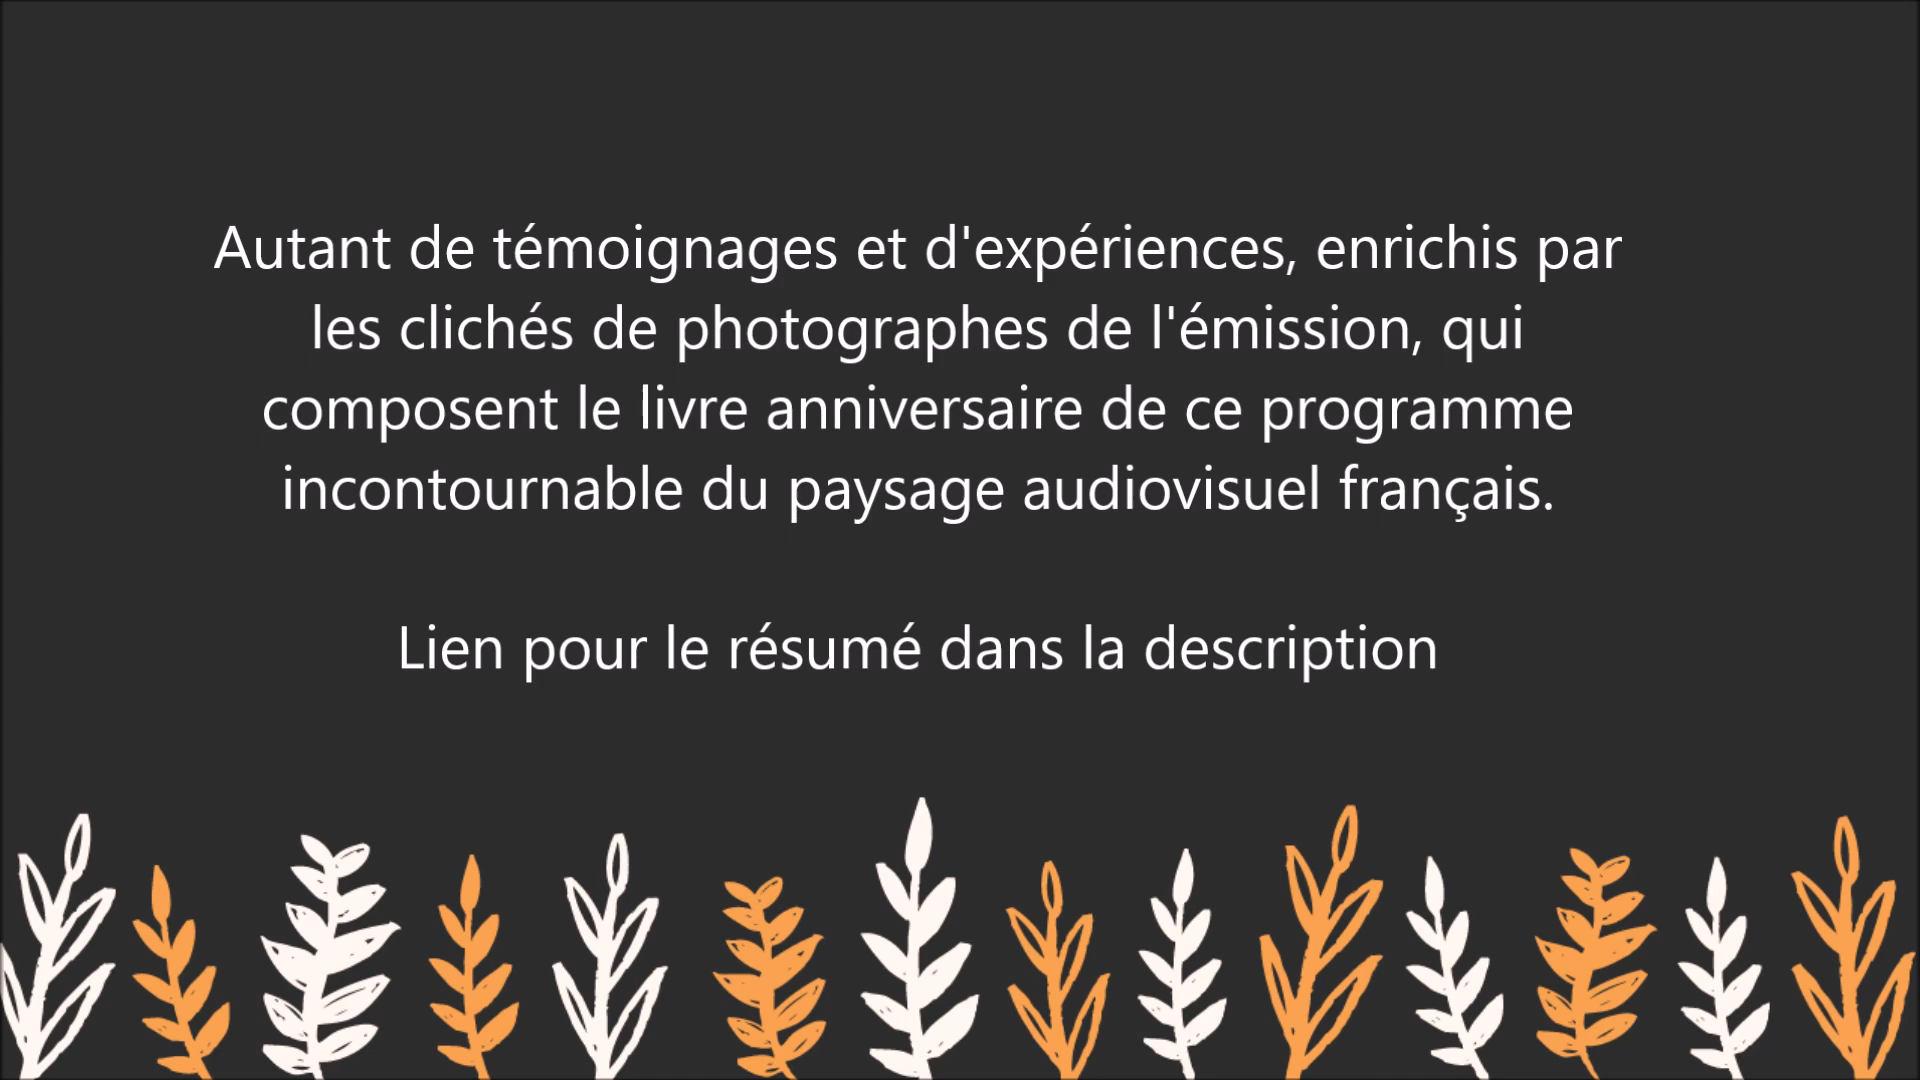 Autant de témoignages et d'expériences, enrichis par
les clichés de photographes de l'émission, qui
composent le livre anniversaire de ce programme
incontournable du paysage audiovisuel français.
Lien pour le résumé dans la description